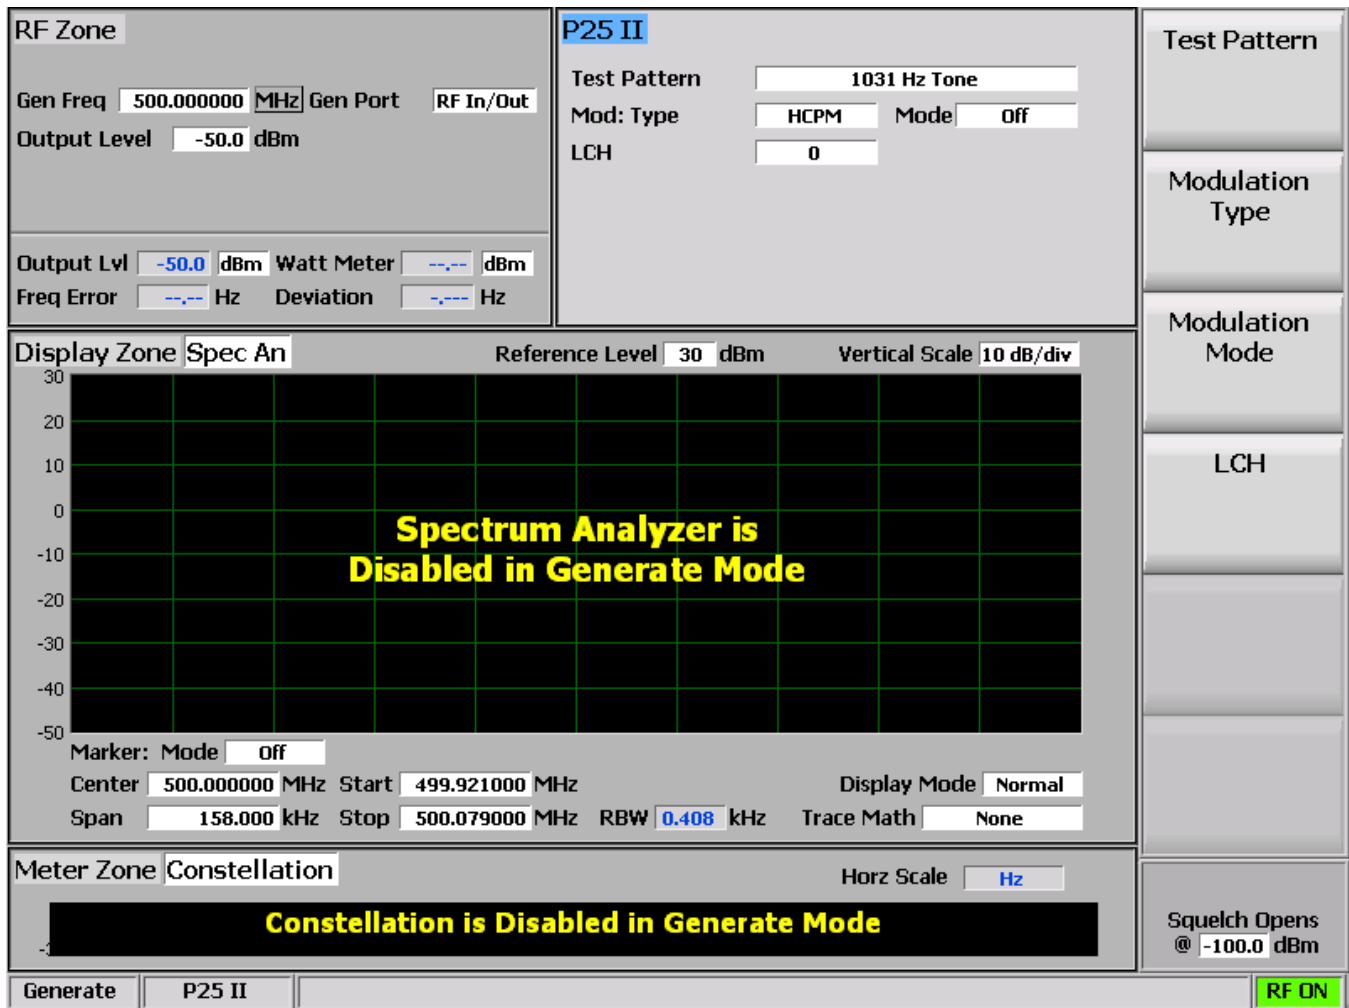 RF Zone
Gen Freq 500.000000 MHz Gen Port RF In/Out
Output Level -50.0 dBm
Output Lvl -50.0 dBm Watt Meter --.-- dBm
Freq Error --.-- Hz Deviation -.--- Hz
P25 II
Test Pattern 1031 Hz Tone
Mod: Type HCPM Mode Off
LCH 0
Display Zone Spec An Reference Level 30 dBm Vertical Scale 10 dB/div
30
20
10
0
-10
-20
-30
-40
-50
Spectrum Analyzer is
Disabled in Generate Mode
Marker: Mode Off
Center 500.000000 MHz Start 499.921000 MHz Display Mode Normal
Span 158.000 kHz Stop 500.079000 MHz RBW 0.408 kHz Trace Math None
Meter Zone Constellation Horz Scale Hz
Constellation is Disabled in Generate Mode
Test Pattern
Modulation
Type
Modulation
Mode
LCH
Squelch Opens
@ -100.0 dBm
Generate P25 II RF ON